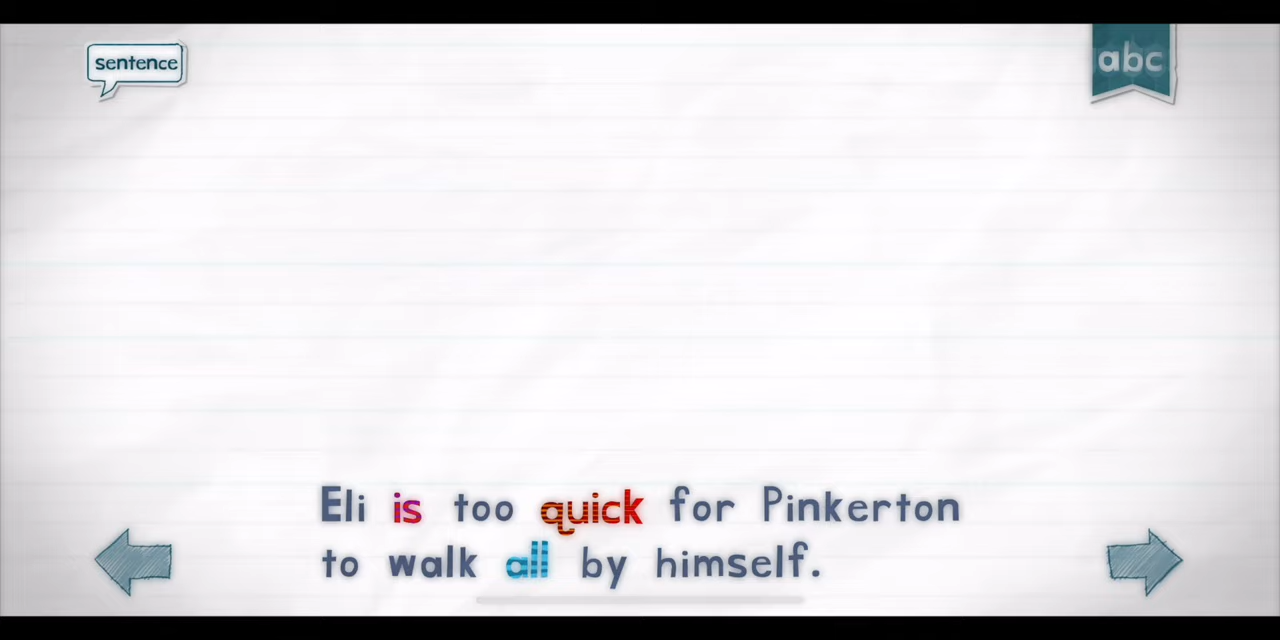 sentence
abc
Eli is too quick for Pinkerton
to walk all by himself.